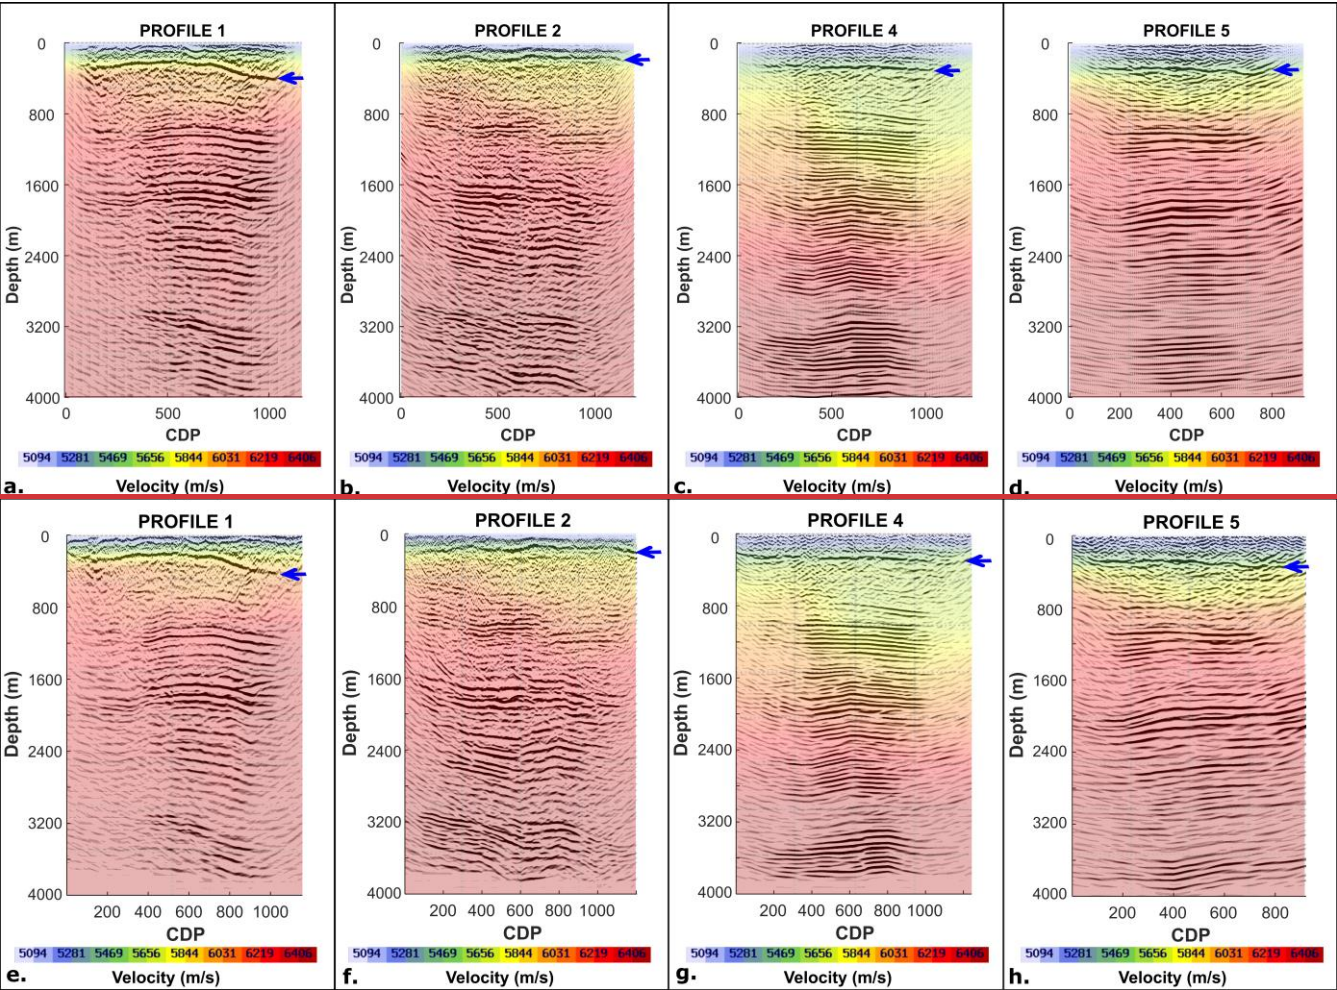 PROFILE 1
0
800
1600
2400
3200
4000
Depth (m)
0 500 1000
CDP
5094 5281 5469 5656 5844 6031 6219 6406
a. Velocity (m/s)
PROFILE 2
0
800
1600
2400
3200
4000
Depth (m)
0 500 1000
CDP
5094 5281 5469 5656 5844 6031 6219 6406
b. Velocity (m/s)
PROFILE 4
0
800
1600
2400
3200
4000
Depth (m)
0 500 1000
CDP
5094 5281 5469 5656 5844 6031 6219 6406
c. Velocity (m/s)
PROFILE 5
0
800
1600
2400
3200
4000
Depth (m)
0 200 400 600 800
CDP
5094 5281 5469 5656 5844 6031 6219 6406
d. Velocity (m/s)
PROFILE 1
0
800
1600
2400
3200
4000
Depth (m)
200 400 600 800 1000
CDP
5094 5281 5469 5656 5844 6031 6219 6406
e. Velocity (m/s)
PROFILE 2
0
800
1600
2400
3200
4000
Depth (m)
200 400 600 800 1000
CDP
5094 5281 5469 5656 5844 6031 6219 6406
f. Velocity (m/s)
PROFILE 4
0
800
1600
2400
3200
4000
Depth (m)
200 400 600 800 1000
CDP
5094 5281 5469 5656 5844 6031 6219 6406
g. Velocity (m/s)
PROFILE 5
0
800
1600
2400
3200
4000
Depth (m)
200 400 600 800
CDP
5094 5281 5469 5656 5844 6031 6219 6406
h. Velocity (m/s)